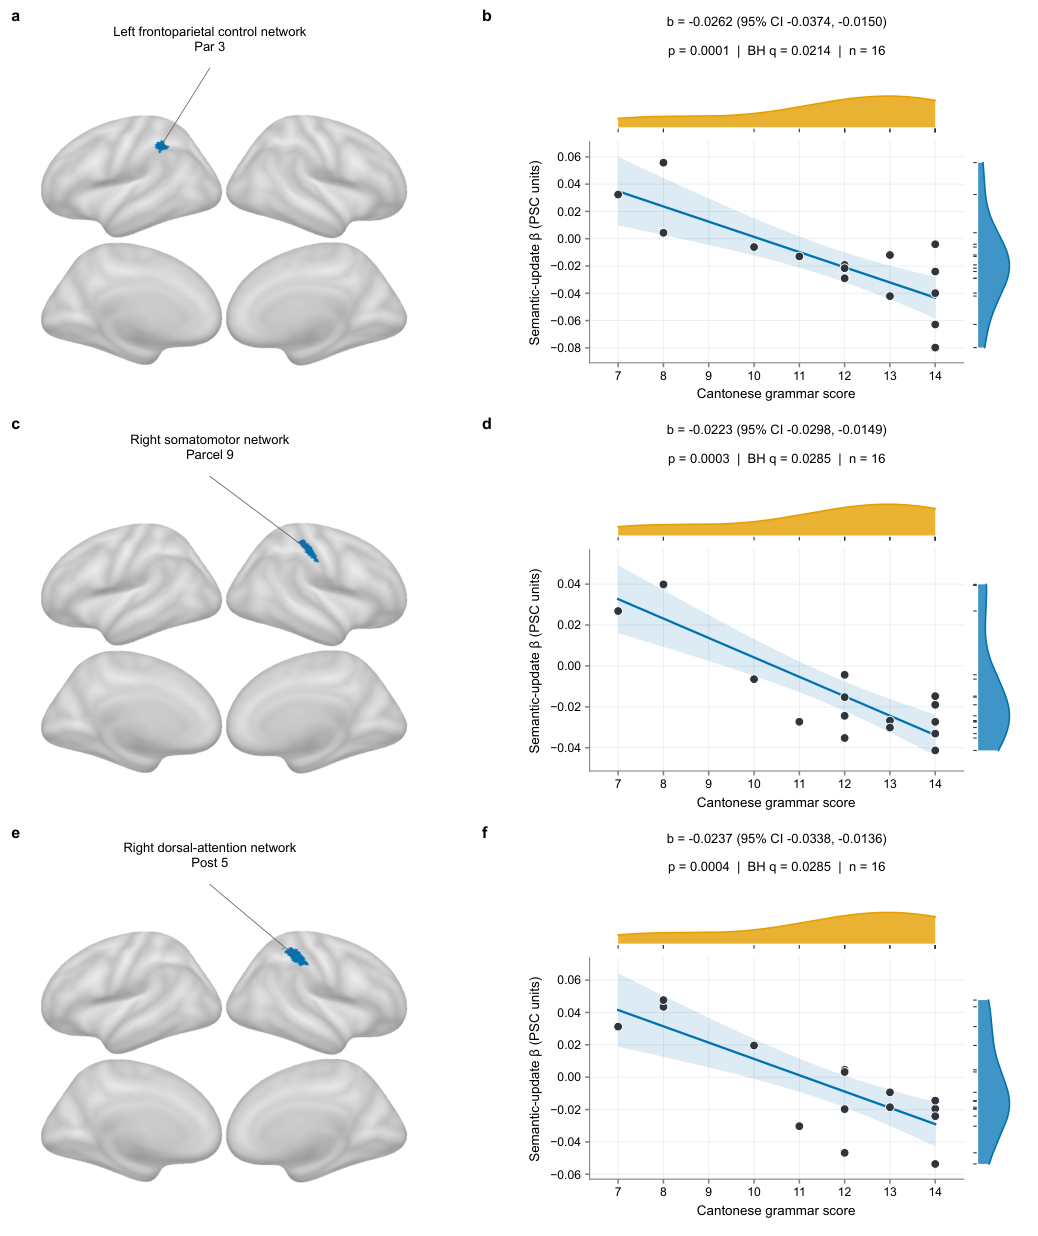 a
Left frontoparietal control network
Par 3
b
b = -0.0262 (95% CI -0.0374, -0.0150)
p = 0.0001 | BH q = 0.0214 | n = 16
Semantic-update β (PSC units)
0.06
0.04
0.02
0.00
−0.02
−0.04
−0.06
−0.08
7 8 9 10 11 12 13 14
Cantonese grammar score
c
Right somatomotor network
Parcel 9
d
b = -0.0223 (95% CI -0.0298, -0.0149)
p = 0.0003 | BH q = 0.0285 | n = 16
Semantic-update β (PSC units)
0.04
0.02
0.00
−0.02
−0.04
7 8 9 10 11 12 13 14
Cantonese grammar score
e
Right dorsal-attention network
Post 5
f
b = -0.0237 (95% CI -0.0338, -0.0136)
p = 0.0004 | BH q = 0.0285 | n = 16
Semantic-update β (PSC units)
0.06
0.04
0.02
0.00
−0.02
−0.04
−0.06
7 8 9 10 11 12 13 14
Cantonese grammar score